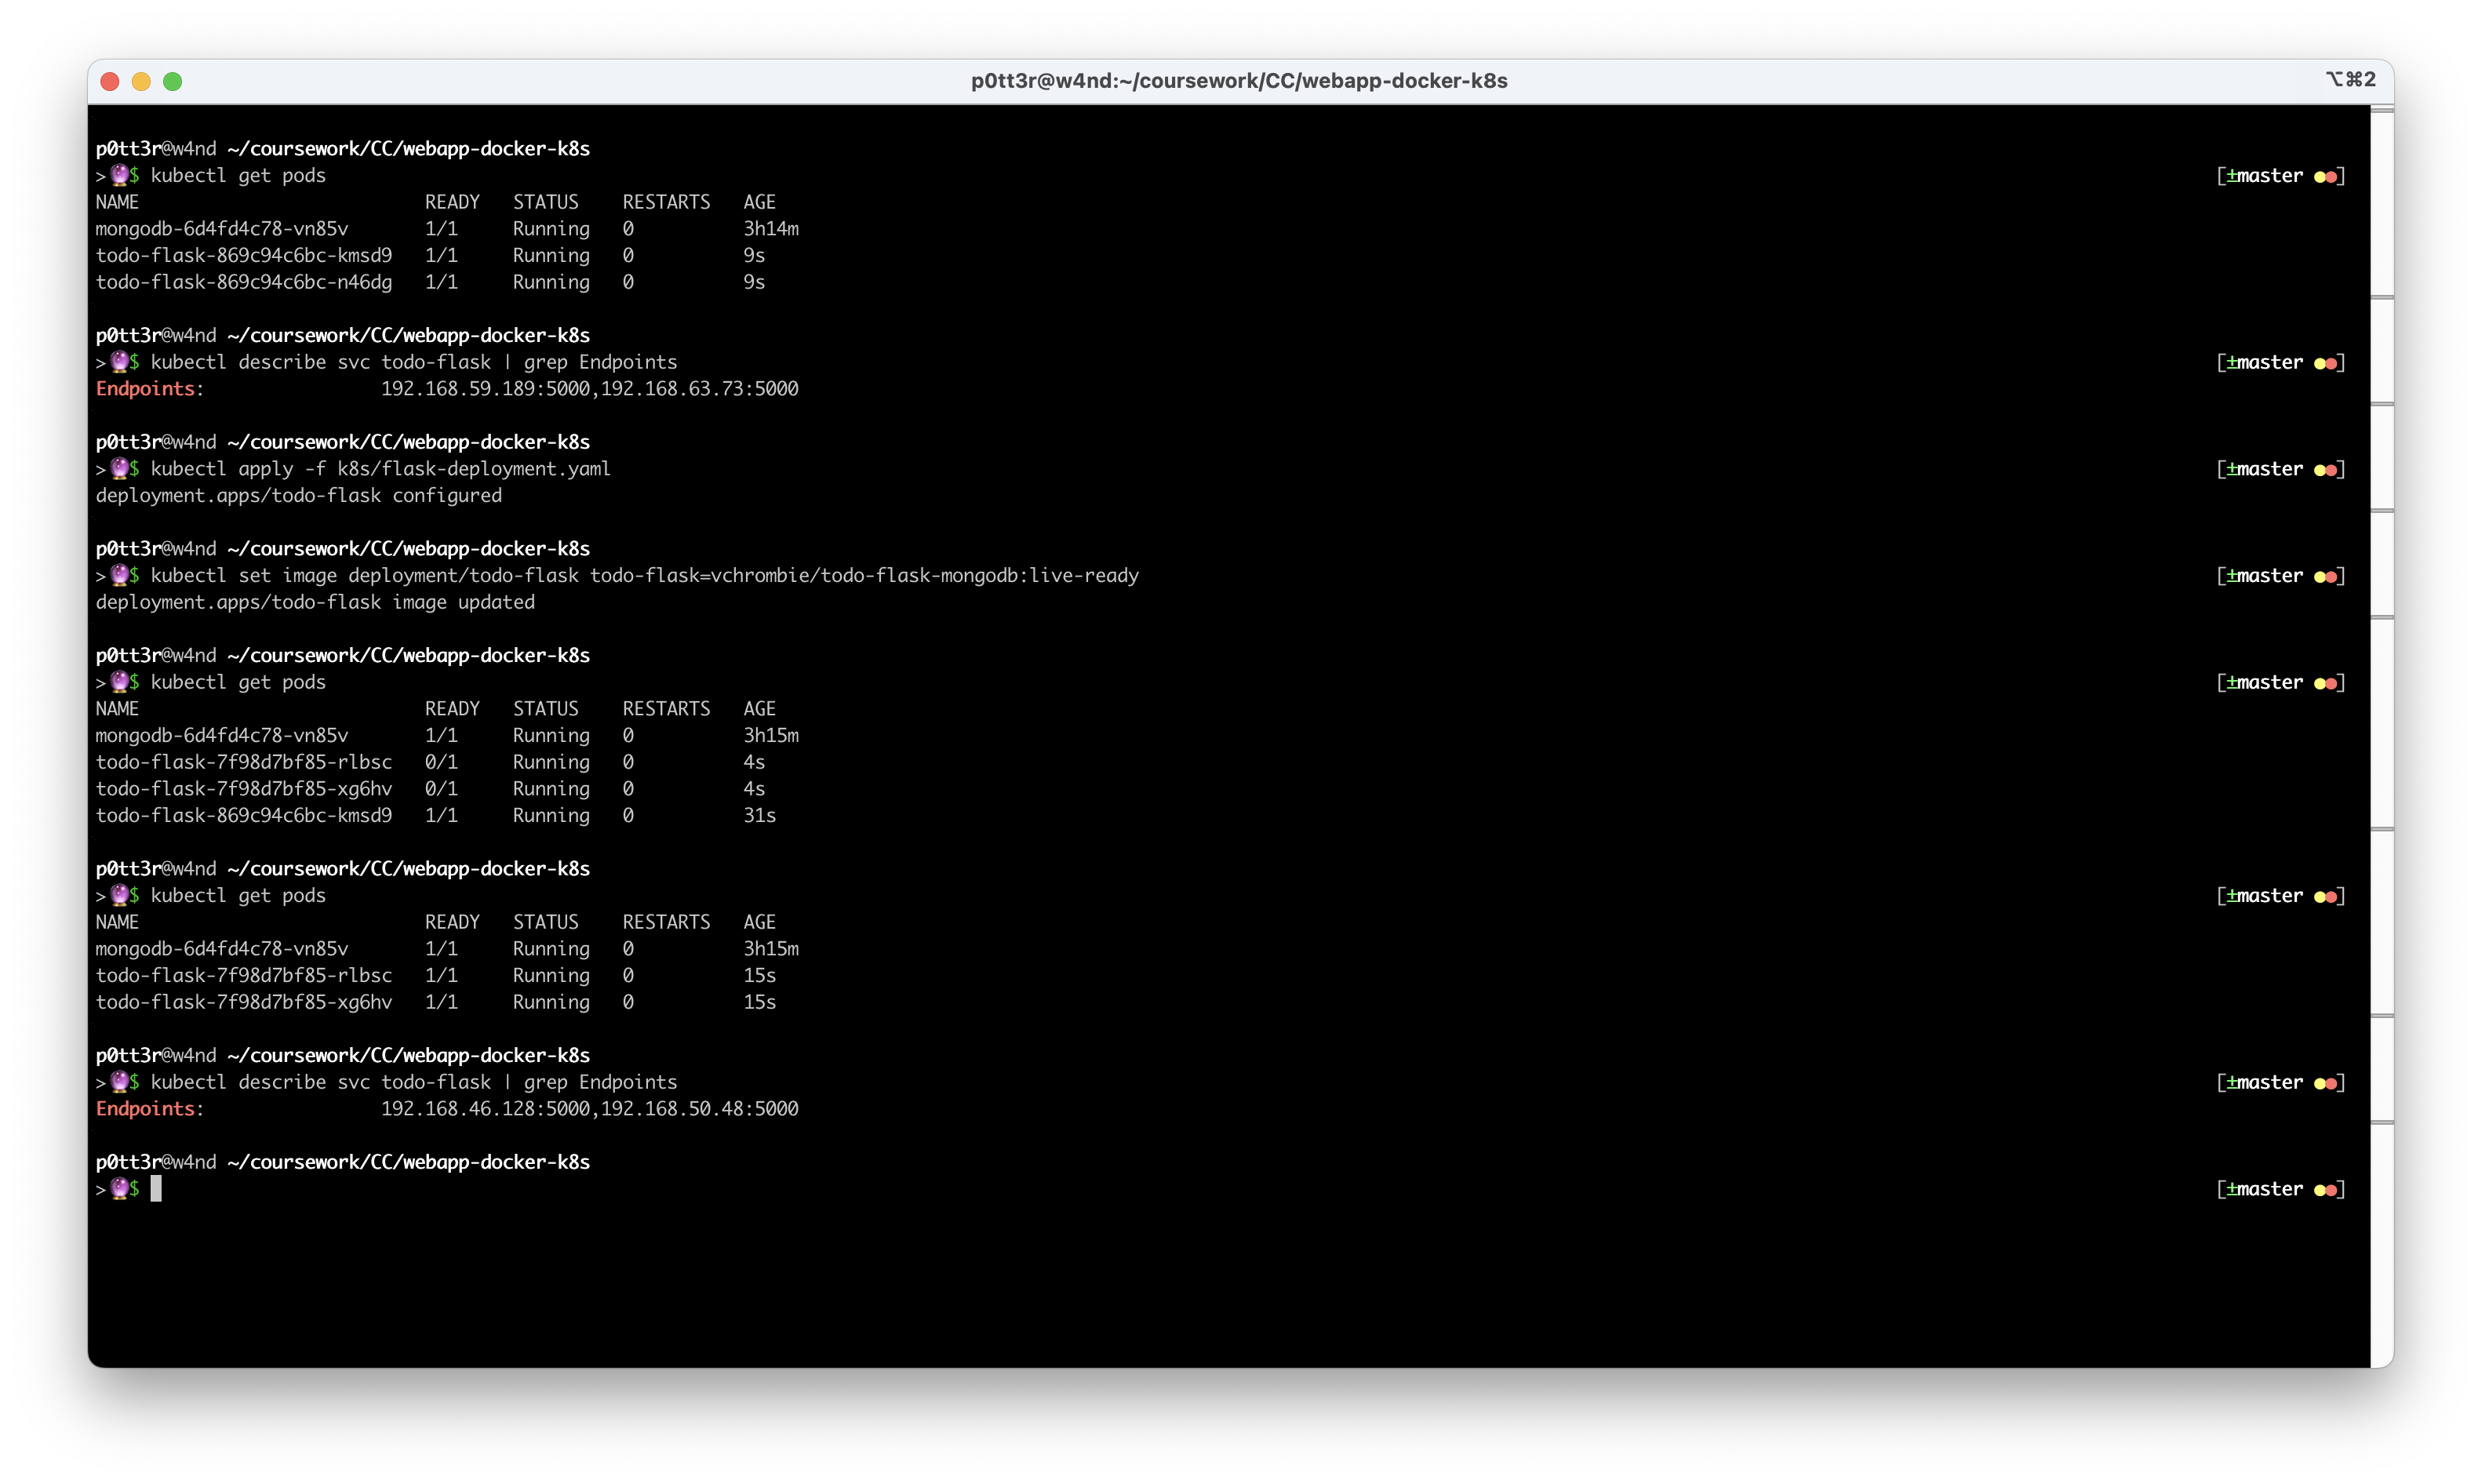 p0tt3r@w4nd:~/coursework/CC/webapp-docker-k8s ⌥⌘2
p0tt3r@w4nd ~/coursework/CC/webapp-docker-k8s
>🔮$ kubectl get pods [±master ●●]
NAME READY STATUS RESTARTS AGE
mongodb-6d4fd4c78-vn85v 1/1 Running 0 3h14m
todo-flask-869c94c6bc-kmsd9 1/1 Running 0 9s
todo-flask-869c94c6bc-n46dg 1/1 Running 0 9s
p0tt3r@w4nd ~/coursework/CC/webapp-docker-k8s
>🔮$ kubectl describe svc todo-flask | grep Endpoints [±master ●●]
Endpoints: 192.168.59.189:5000,192.168.63.73:5000
p0tt3r@w4nd ~/coursework/CC/webapp-docker-k8s
>🔮$ kubectl apply -f k8s/flask-deployment.yaml [±master ●●]
deployment.apps/todo-flask configured
p0tt3r@w4nd ~/coursework/CC/webapp-docker-k8s
>🔮$ kubectl set image deployment/todo-flask todo-flask=vchrombie/todo-flask-mongodb:live-ready [±master ●●]
deployment.apps/todo-flask image updated
p0tt3r@w4nd ~/coursework/CC/webapp-docker-k8s
>🔮$ kubectl get pods [±master ●●]
NAME READY STATUS RESTARTS AGE
mongodb-6d4fd4c78-vn85v 1/1 Running 0 3h15m
todo-flask-7f98d7bf85-rlbsc 0/1 Running 0 4s
todo-flask-7f98d7bf85-xg6hv 0/1 Running 0 4s
todo-flask-869c94c6bc-kmsd9 1/1 Running 0 31s
p0tt3r@w4nd ~/coursework/CC/webapp-docker-k8s
>🔮$ kubectl get pods [±master ●●]
NAME READY STATUS RESTARTS AGE
mongodb-6d4fd4c78-vn85v 1/1 Running 0 3h15m
todo-flask-7f98d7bf85-rlbsc 1/1 Running 0 15s
todo-flask-7f98d7bf85-xg6hv 1/1 Running 0 15s
p0tt3r@w4nd ~/coursework/CC/webapp-docker-k8s
>🔮$ kubectl describe svc todo-flask | grep Endpoints [±master ●●]
Endpoints: 192.168.46.128:5000,192.168.50.48:5000
p0tt3r@w4nd ~/coursework/CC/webapp-docker-k8s
>🔮$ [±master ●●]